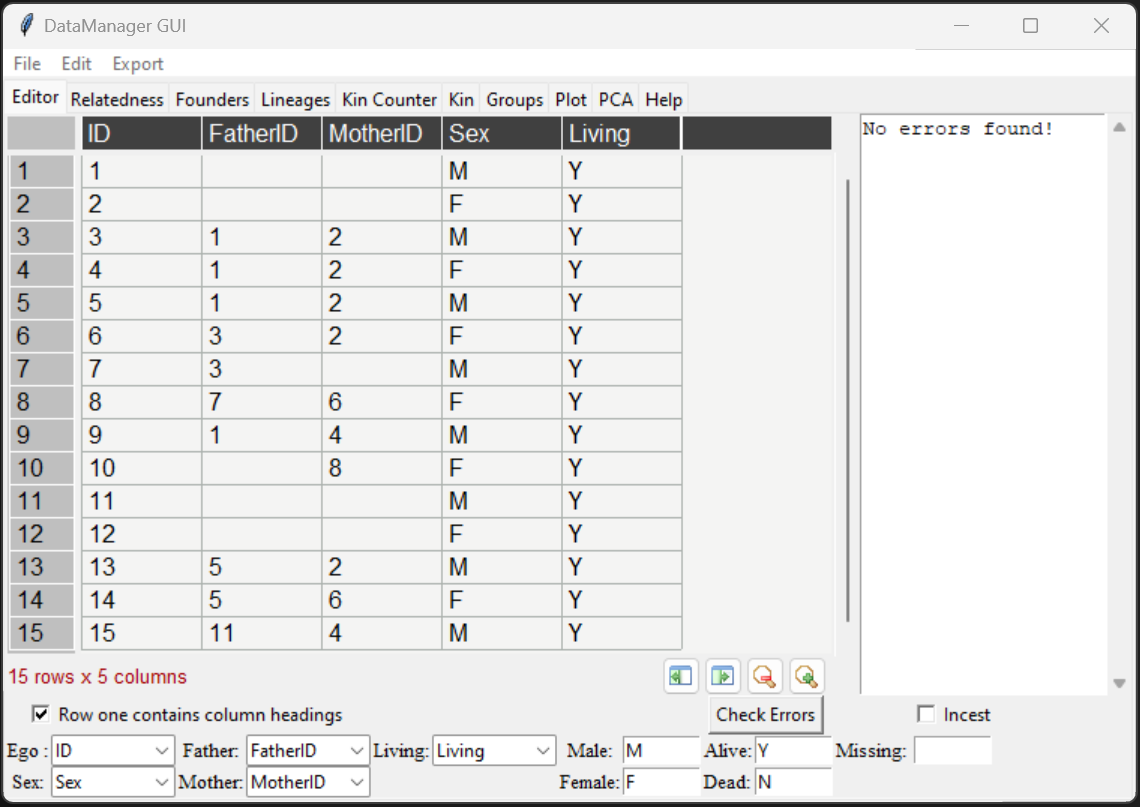 DataManager GUI
File Edit Export
Editor Relatedness Founders Lineages Kin Counter Kin Groups Plot PCA Help
ID FatherID MotherID Sex Living
No errors found!
1 1 M Y
2 2 F Y
3 3 1 2 M Y
4 4 1 2 F Y
5 5 1 2 M Y
6 6 3 2 F Y
7 7 3 M Y
8 8 7 6 F Y
9 9 1 4 M Y
10 10 8 F Y
11 11 M Y
12 12 F Y
13 13 5 2 M Y
14 14 5 6 F Y
15 15 11 4 M Y
15 rows x 5 columns
Row one contains column headings Check Errors Incest
Ego : ID Father: FatherID Living: Living Male: M Alive: Y Missing:
Sex: Sex Mother: MotherID Female: F Dead: N